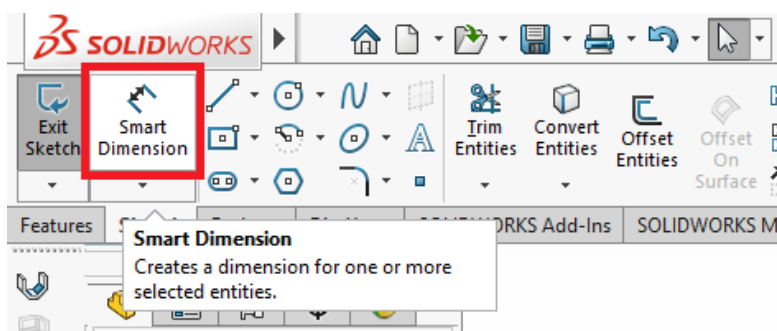 SOLIDWORKS
Exit
Sketch
Smart
Dimension
Trim
Entities
Convert
Entities
Offset
Entities
Offset
On
Surface
Features
SOLIDWORKS Add-Ins
SOLIDWORKS M
Smart Dimension
Creates a dimension for one or more
selected entities.